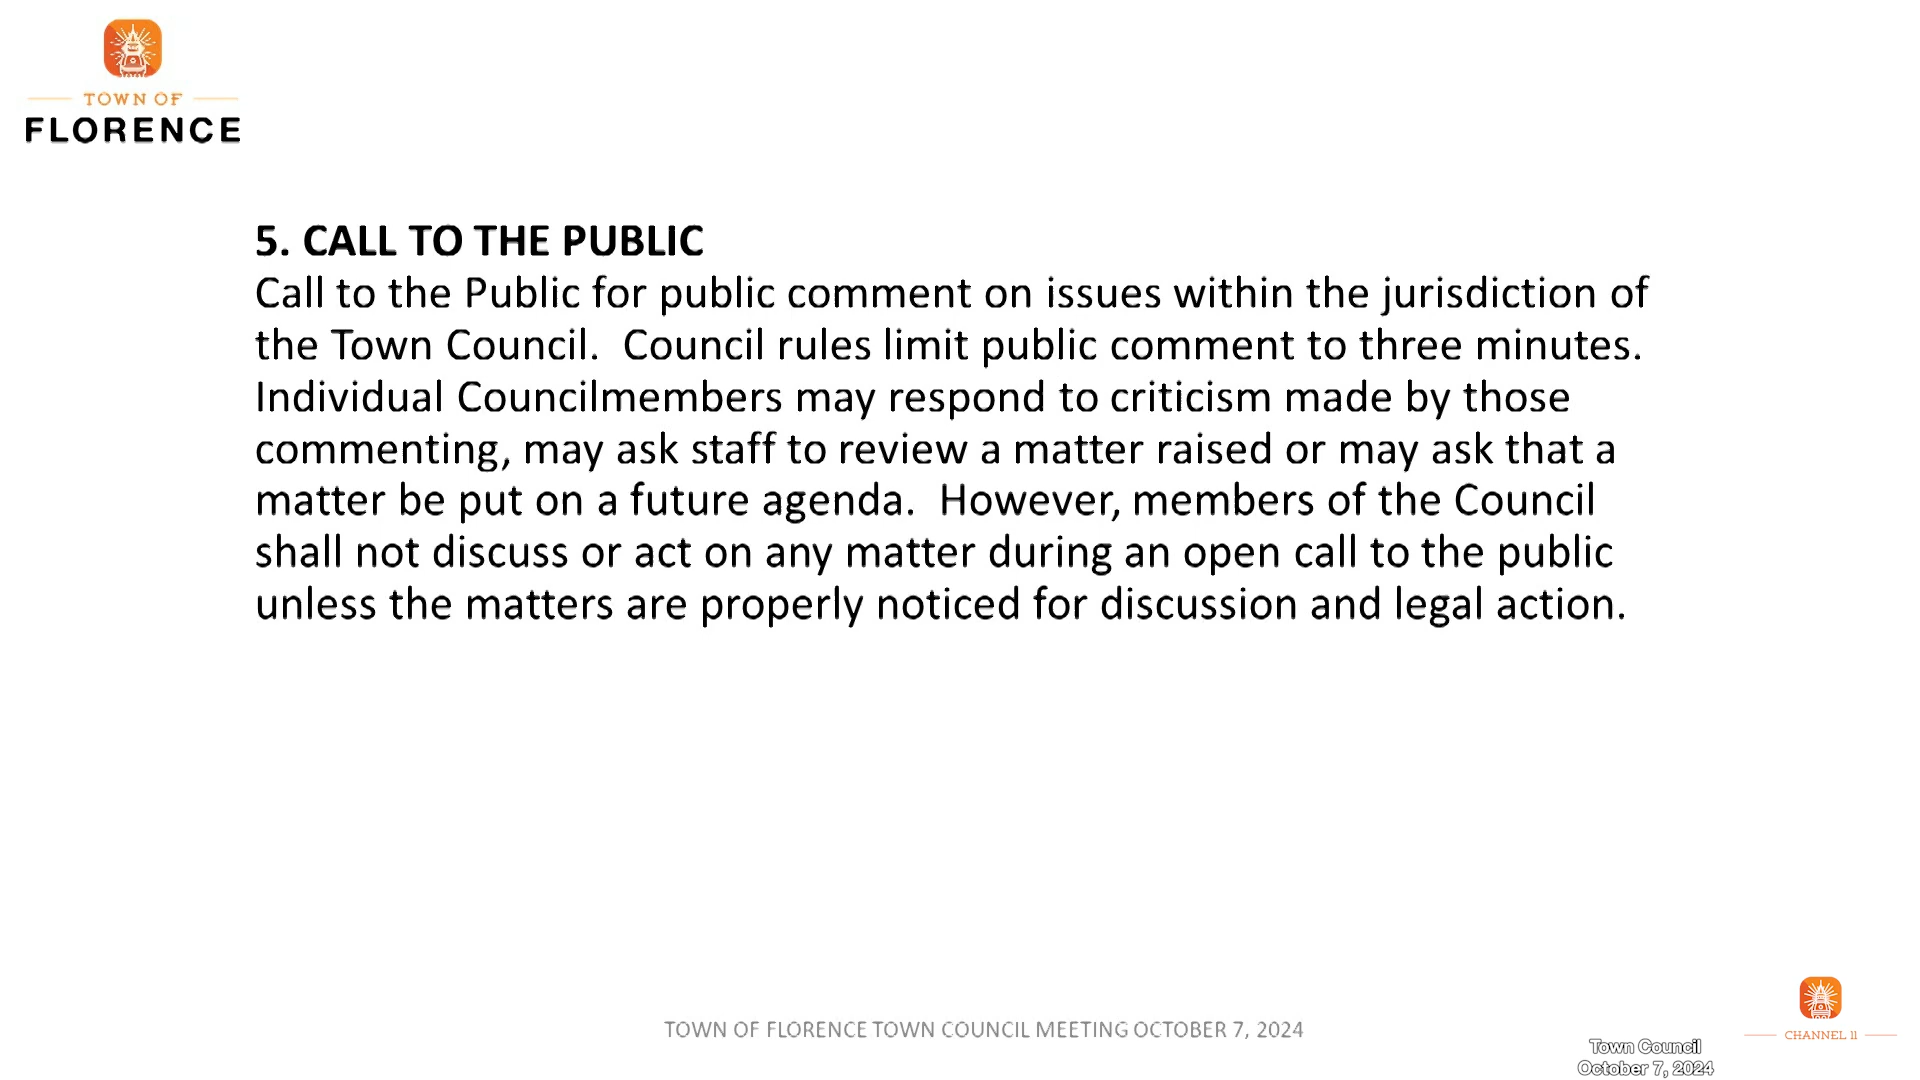 TOWN OF
FLORENCE
5. CALL TO THE PUBLIC
Call to the Public for public comment on issues within the jurisdiction of
the Town Council.  Council rules limit public comment to three minutes.
Individual Councilmembers may respond to criticism made by those
commenting, may ask staff to review a matter raised or may ask that a
matter be put on a future agenda.  However, members of the Council
shall not discuss or act on any matter during an open call to the public
unless the matters are properly noticed for discussion and legal action.
TOWN OF FLORENCE TOWN COUNCIL MEETING OCTOBER 7, 2024
CHANNEL 11
Town Council
October 7, 2024